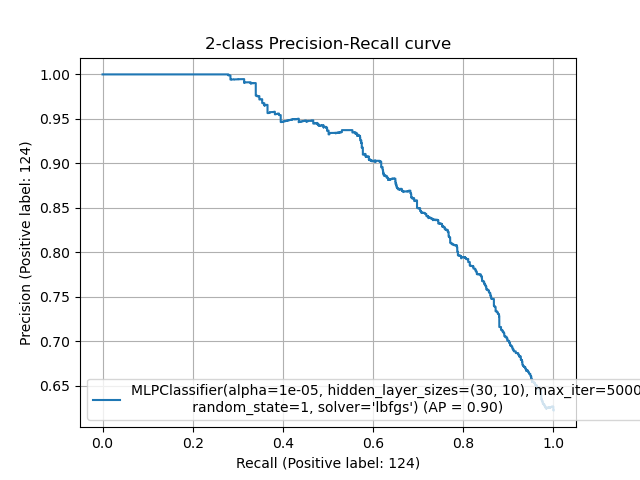 2-class Precision-Recall curve
Precision (Positive label: 124)
1.00
0.95
0.90
0.85
0.80
0.75
0.70
0.65
MLPClassifier(alpha=1e-05, hidden_layer_sizes=(30, 10), max_iter=5000
random_state=1, solver='lbfgs') (AP = 0.90)
0.0 0.2 0.4 0.6 0.8 1.0
Recall (Positive label: 124)